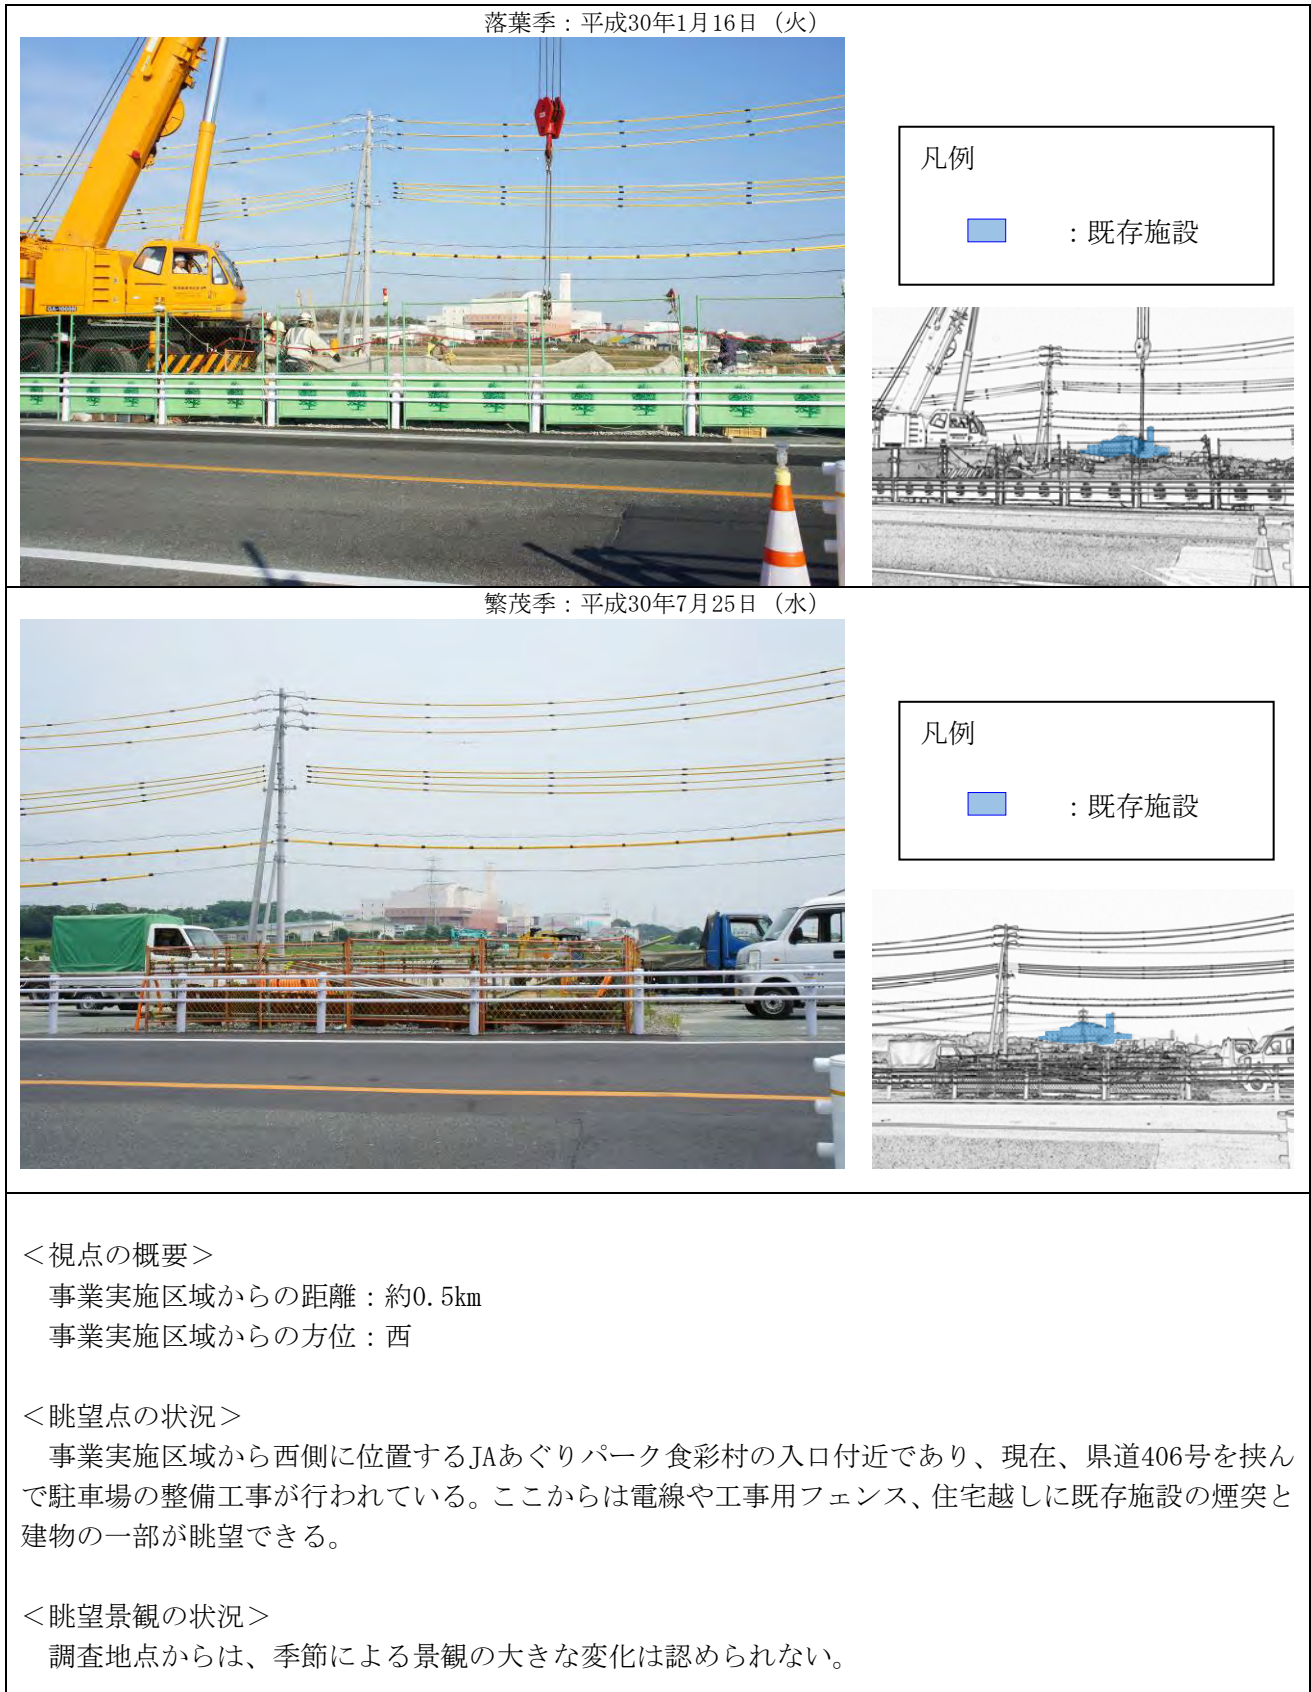 落葉季：平成30年1月16日（火）
凡例
：既存施設
繁茂季：平成30年7月25日（水）
凡例
：既存施設
＜視点の概要＞
事業実施区域からの距離：約0.5km
事業実施区域からの方位：西
＜眺望点の状況＞
事業実施区域から西側に位置するJAあぐりパーク食彩村の入口付近であり、現在、県道406号を挟ん
で駐車場の整備工事が行われている。ここからは電線や工事用フェンス、住宅越しに既存施設の煙突と
建物の一部が眺望できる。
＜眺望景観の状況＞
調査地点からは、季節による景観の大きな変化は認められない。